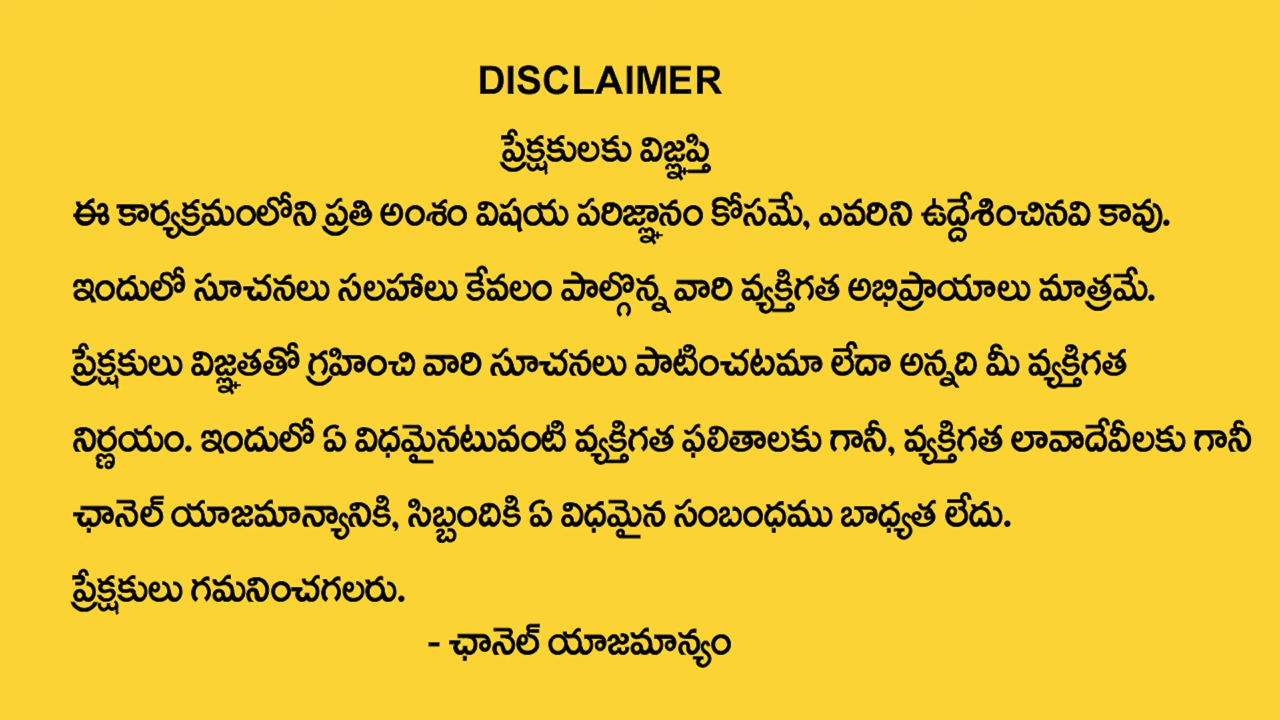 DISCLAIMER
ప్రేక్షకులకు విజ్ఞప్తి
ఈ కార్యక్రమంలోని ప్రతి అంశం విషయ పరిజ్ఞానం కోసమే, ఎవరిని ఉద్దేశించినవి కావు.
ఇందులో సూచనలు సలహాలు కేవలం పాల్గొన్న వారి వ్యక్తిగత అభిప్రాయాలు మాత్రమే.
ప్రేక్షకులు విజ్ఞతతో గ్రహించి వారి సూచనలు పాటించటమా లేదా అన్నది మీ వ్యక్తిగత
నిర్ణయం. ఇందులో ఏ విధమైనటువంటి వ్యక్తిగత ఫలితాలకు గానీ, వ్యక్తిగత లావాదేవీలకు గానీ
ఛానెల్ యాజమాన్యానికి, సిబ్బందికి ఏ విధమైన సంబంధము బాధ్యత లేదు.
ప్రేక్షకులు గమనించగలరు.
- ఛానెల్ యాజమాన్యం